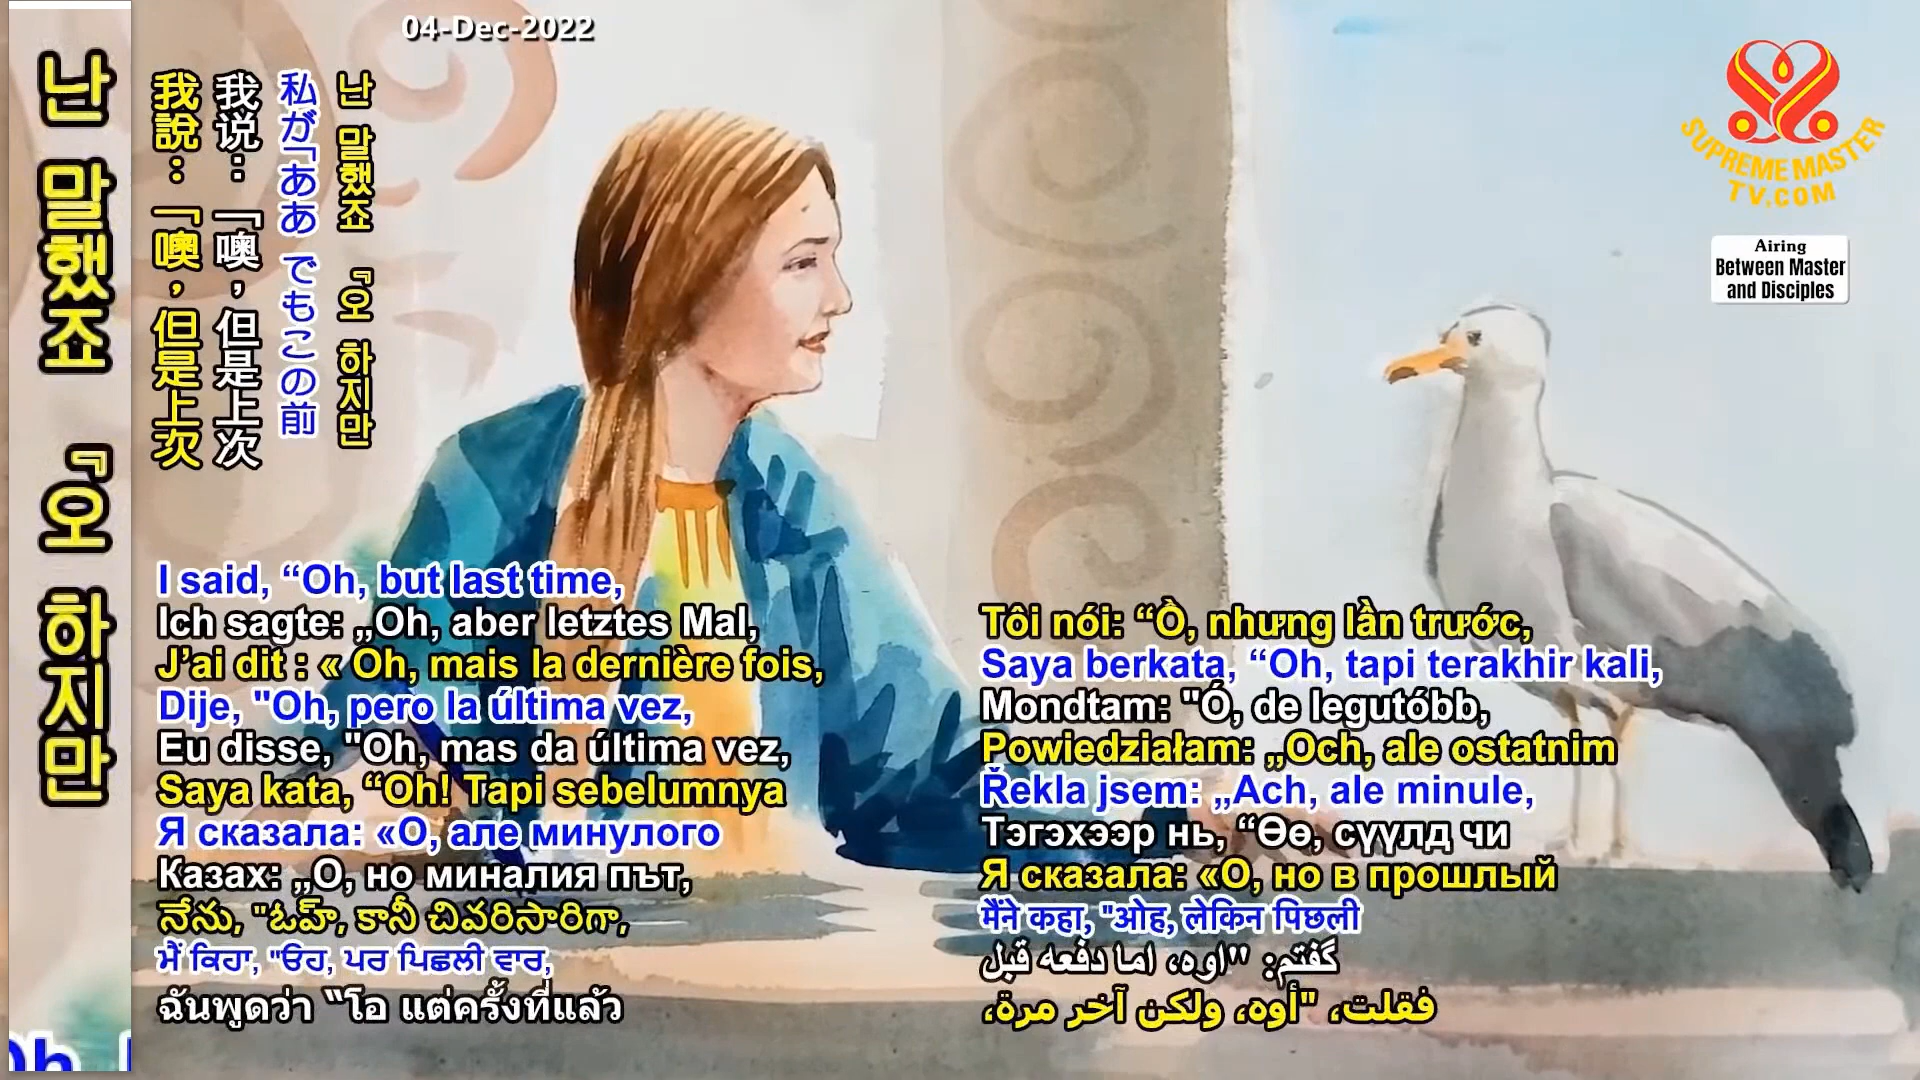 04-Dec-2022
난 말했죠 『오 하지만
我說：「噢，但是上次
我说：「噢，但是上次
私が「ああ でもこの前
난 말했죠 『오 하지만
SUPREME MASTER
TV.COM
Airing
Between Master
and Disciples
I said, “Oh, but last time,
Ich sagte: „Oh, aber letztes Mal,
J’ai dit : « Oh, mais la dernière fois,
Dije, "Oh, pero la última vez,
Eu disse, "Oh, mas da última vez,
Saya kata, “Oh! Tapi sebelumnya
Я сказала: «О, але минулого
Казах: „О, но миналия път,
నేను, "ఓహ్, కానీ చివరిసారిగా,
ਮੈਂ ਕਿਹਾ, "ਓਹ, ਪਰ ਪਿਛਲੀ ਵਾਰ,
ฉันพูดว่า “โอ แต่ครั้งที่แล้ว
Tôi nói: “Ồ, nhưng lần trước,
Saya berkata, “Oh, tapi terakhir kali,
Mondtam: "Ó, de legutóbb,
Powiedziałam: „Och, ale ostatnim
Řekla jsem: „Ach, ale minule,
Тэгэхээр нь, “Өө, сүүлд чи
Я сказала: «О, но в прошлый
मैंने कहा, "ओह, लेकिन पिछली
گفتم: "اوه، اما دفعه قبل
فقلت، "أوه، ولكن آخر مرة،